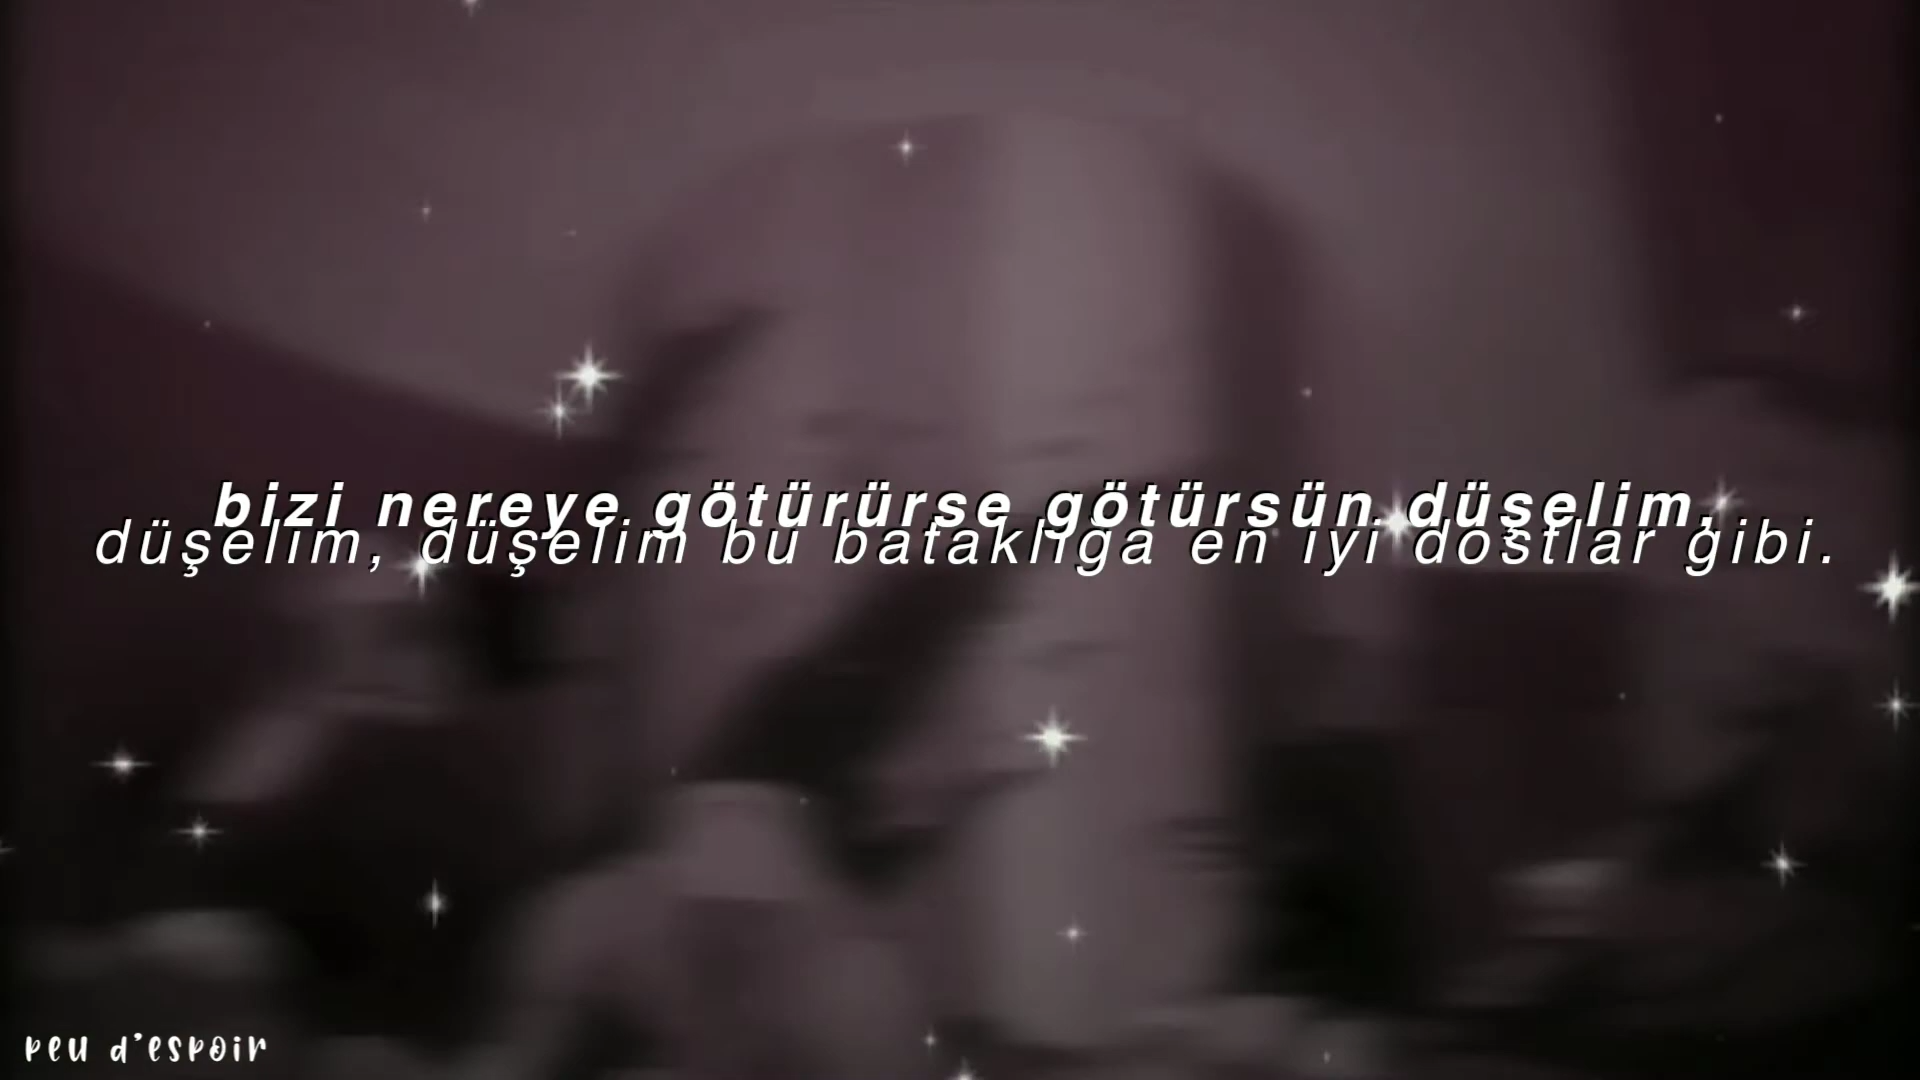 bizi nereye götürürse götürsün düşelim,
düşelim, düşelim bu bataklığa en iyi dostlar gibi.
peu d'espoir